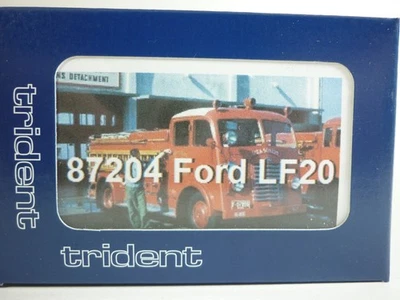 NS DETACHMENT
87204 Ford LF20
trident
trident